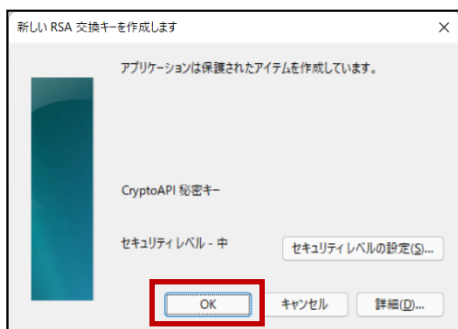 新しい RSA 交換キーを作成します
アプリケーションは保護されたアイテムを作成しています。
CryptoAPI 秘密キー
セキュリティ レベル - 中
セキュリティ レベルの設定(S)...
OK
キャンセル
詳細(D)...